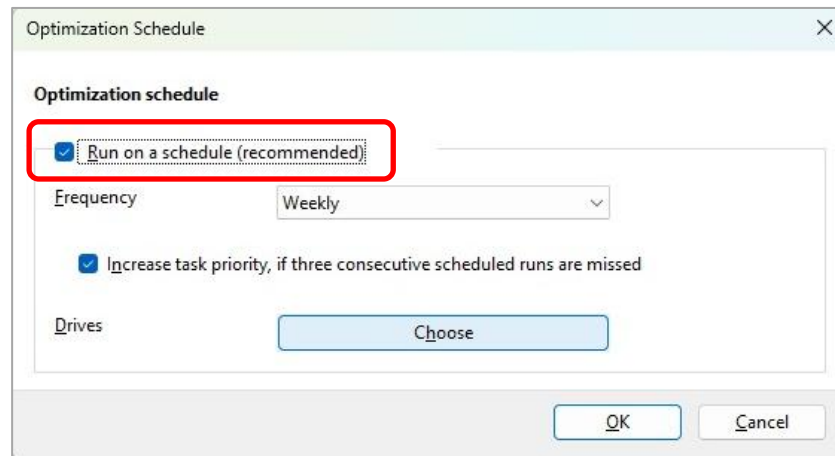 Optimization Schedule
Optimization schedule
Run on a schedule (recommended)
Frequency Weekly
Increase task priority, if three consecutive scheduled runs are missed
Drives Choose
OK Cancel